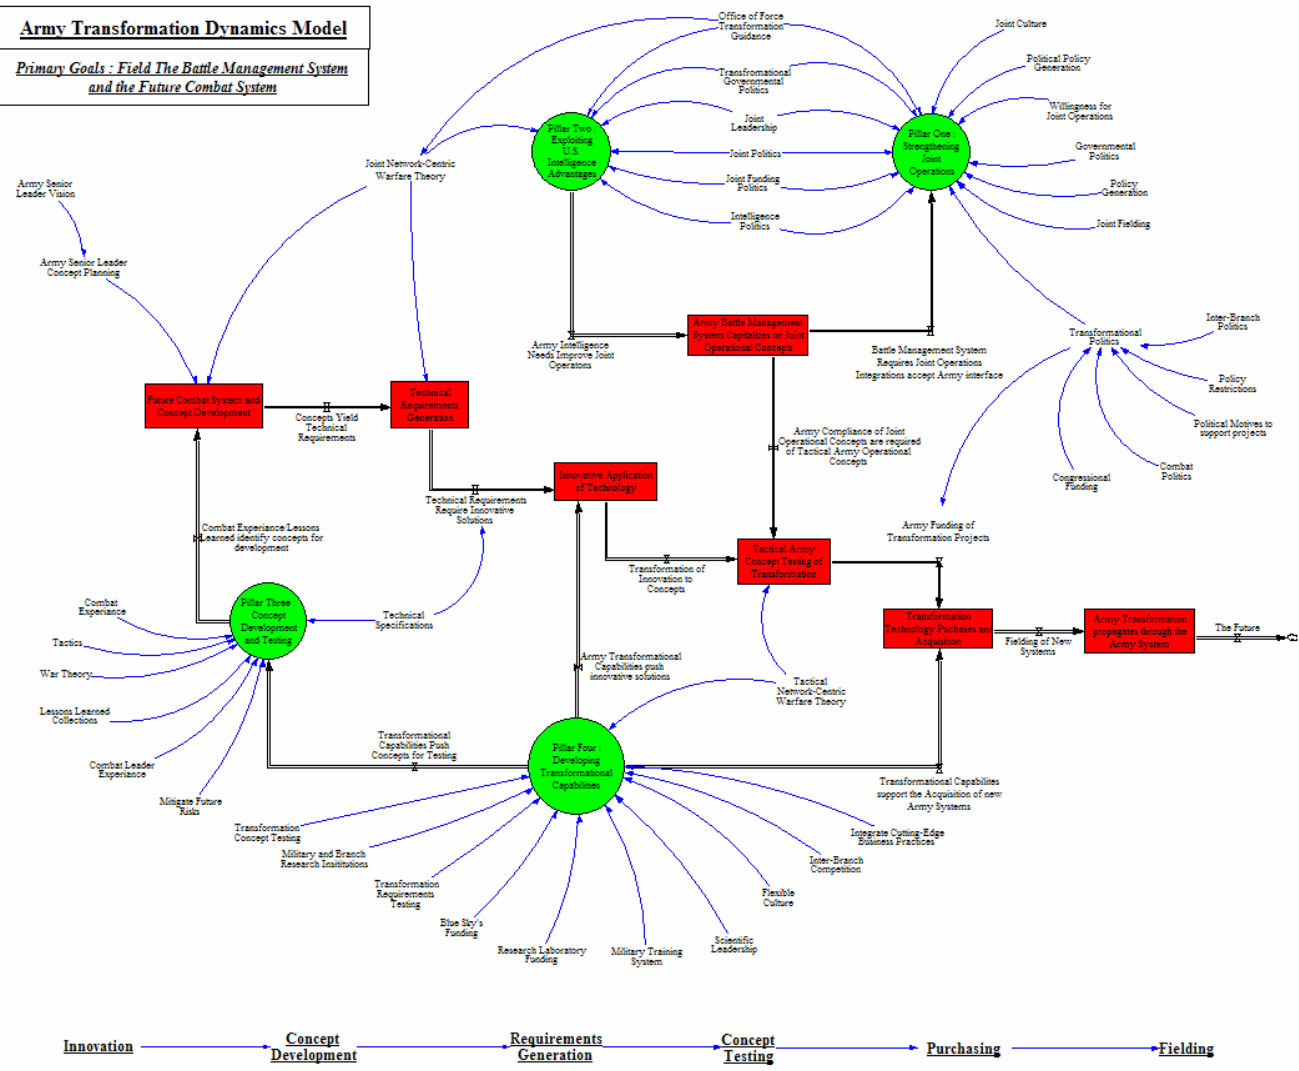 Army Transformation Dynamics Model
Primary Goals : Field The Battle Management System
and the Future Combat System
Office of Force
Transformation
Guidance
Joint Culture
Political Policy
Generation
Transfromational
Governmental
Politics
Willingness for
Joint Operations
Joint
Leadership
Pillar Two :
Exploiting
U.S.
Intelligence
Advantages
Pillar One :
Strengthening
Joint
Operations
Joint Politics
Governmental
Politics
Joint Network-Centric
Warfare Theory
Joint Funding
Politics
Policy
Generation
Army Senior
Leader Vision
Intelligence
Politics
Joint Fielding
Army Senior Leader
Concept Planning
Army Battle Management
System Capitalizes on Joint
Operational Concepts
Inter-Branch
Politics
Transformational
Politics
Army Intelligence
Needs Improve Joint
Operatons
Battle Management System
Requires Joint Operations
Integrations accept Army interface
Policy
Restrictions
Future Combat System and
Concept Development
Technical
Requirements
Generation
Concepts Yield
Technical
Requirements
Political Motives to
support projects
Army Compliance of Joint
Operational Concepts are required
of Tactical Army Operational
Concepts
Innovative Application
of Technology
Congressional
Funding
Combat
Politics
Technical Requirements
Require Innovative
Solutions
Combat Experiance/Lessons
Learned identify concepts for
development
Army Funding of
Transformation Projects
Tactical Army
Concept Testing of
Transformation
Transformation of
Innovation to
Concepts
Combat
Experience
Pillar Three :
Concept
Development
and Testing
Technical
Specifications
Transformation
Technology Puchases and
Acquisition
Army Transformation
propegates through the
Army System
The Future
Fielding of New
Systems
Tactics
War Theory
Army Transformational
Capabilities push
innovative solutions
Tactical
Network-Centric
Warfare Theory
Lessons Learned
Collections
Transformational
Capabilities Push
Concepts for Testing
Pillar Four :
Developing
Transformational
Capabilities
Combat Leader
Experience
Mitigate Future
Risks
Transformational Capabilites
support the Acquisition of new
Army Systems
Transformation
Concept Testing
Integrate Cutting-Edge
Business Practices
Military and Branch
Research Insititutions
Inter-Branch
Competition
Transformation
Requirements
Testing
Flexible
Culture
Blue Sky's
Funding
Research Laboratory
Funding
Military Training
System
Scientific
Leadership
Innovation
Concept
Development
Requirements
Generation
Concept
Testing
Purchasing
Fielding